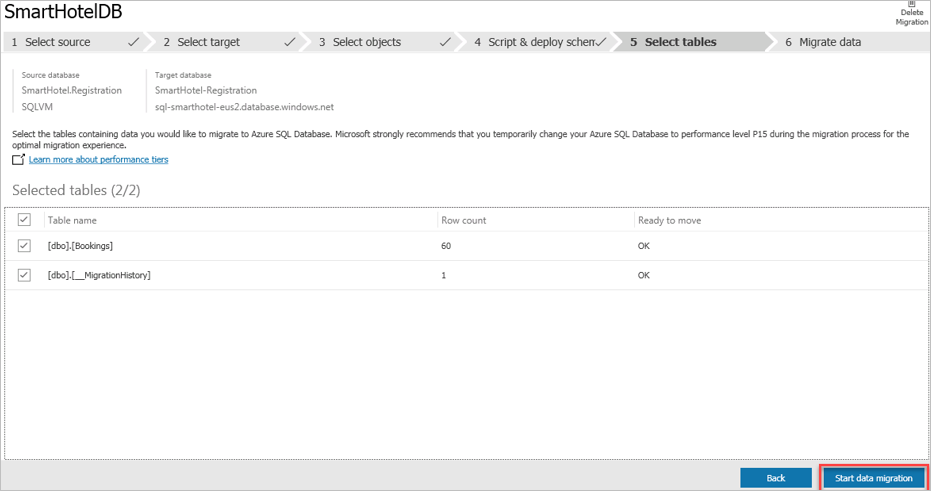 SmartHotelDB
Delete
Migration
1 Select source
2 Select target
3 Select objects
4 Script & deploy schem
5 Select tables
6 Migrate data
Source database
Target database
SmartHotel.Registration
SmartHotel-Registration
SQLVM
sql-smarthotel-eus2.database.windows.net
Select the tables containing data you would like to migrate to Azure SQL Database. Microsoft strongly recommends that you temporarily change your Azure SQL Database to performance level P15 during the migration process for the
optimal migration experience.
Learn more about performance tiers
Selected tables (2/2)
Table name Row count Ready to move
[dbo].[Bookings] 60 OK
[dbo].[__MigrationHistory] 1 OK
Back Start data migration